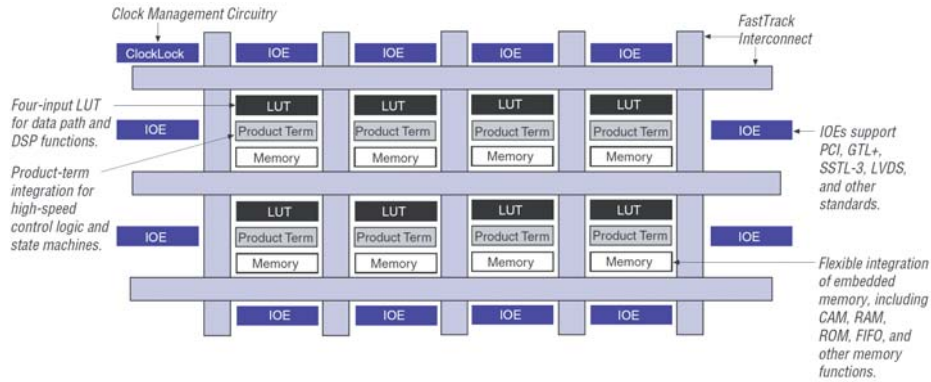 Clock Management Circuitry
FastTrack
Interconnect
ClockLock
IOE
IOE
IOE
IOE
Four-input LUT
for data path and
DSP functions.
LUT
LUT
LUT
LUT
IOE
Product Term
Product Term
Product Term
Product Term
IOE
Memory
Memory
Memory
Memory
IOEs support
PCI, GTL+,
SSTL-3, LVDS,
and other
standards.
Product-term
integration for
high-speed
control logic and
state machines.
LUT
LUT
LUT
LUT
IOE
Product Term
Product Term
Product Term
Product Term
IOE
Memory
Memory
Memory
Memory
Flexible integration
of embedded
memory, including
CAM, RAM,
ROM, FIFO, and
other memory
functions.
IOE
IOE
IOE
IOE